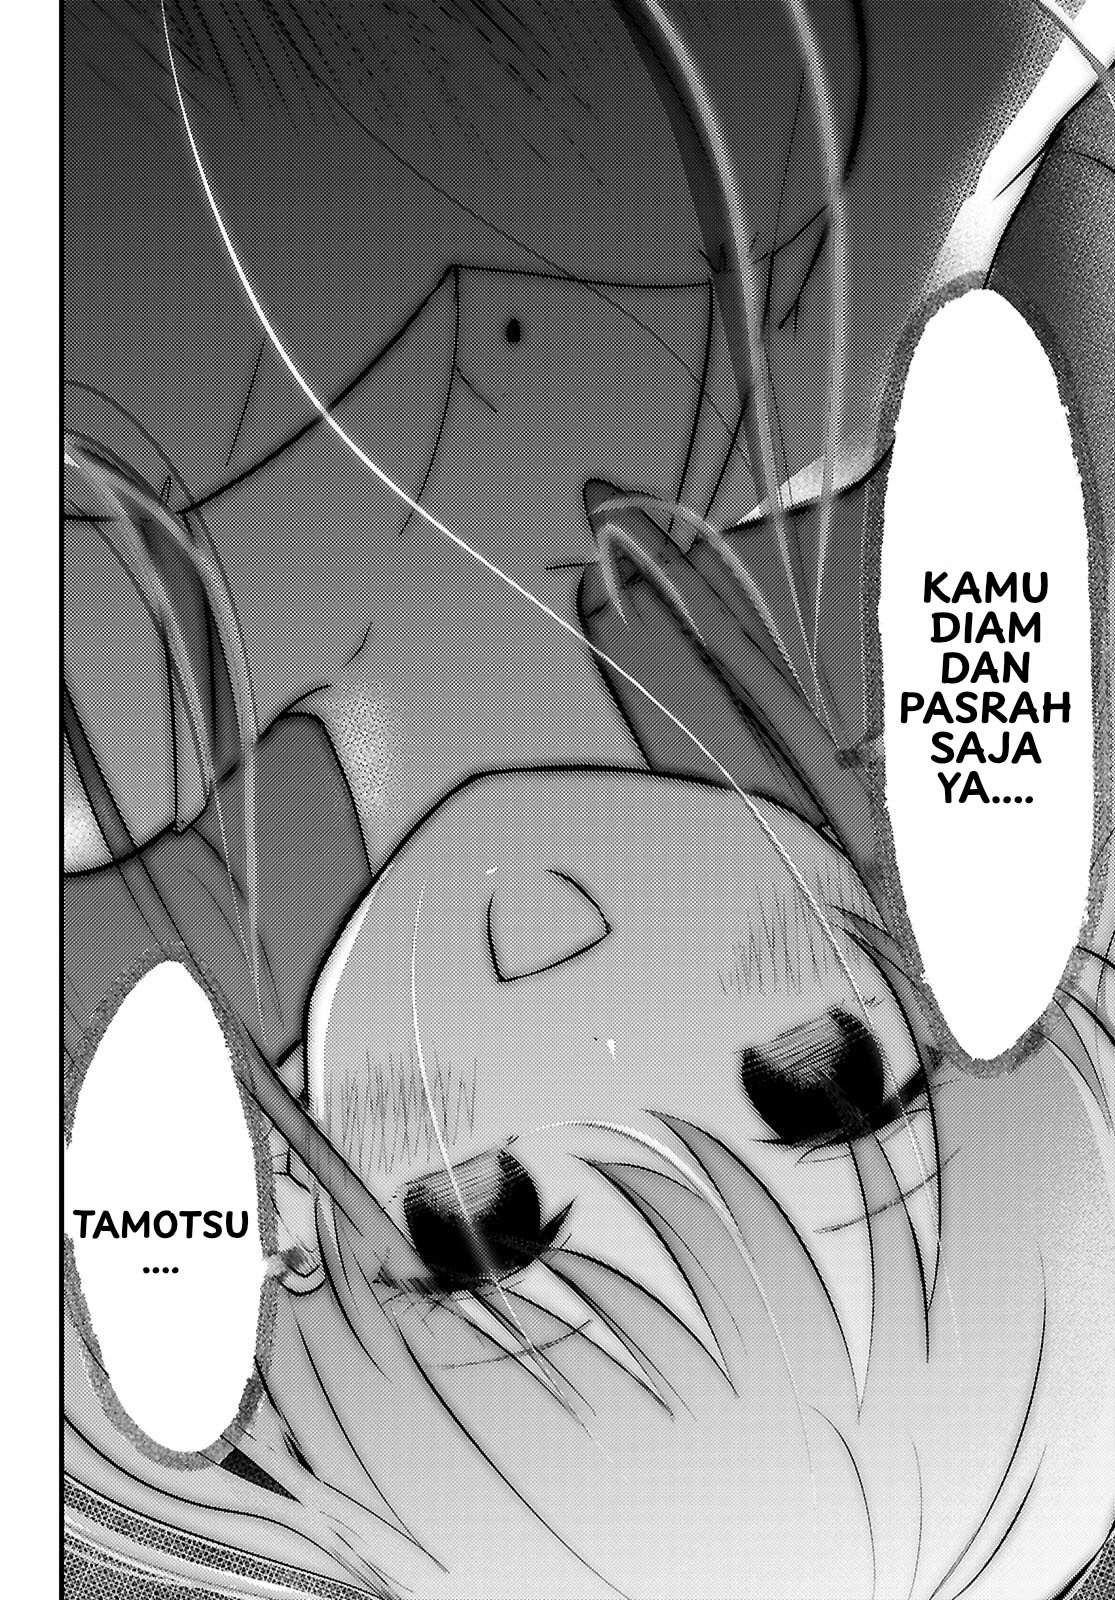 KAMU
DIAM
DAN
PASRAH
SAJA
YA....
TAMOTSU
....